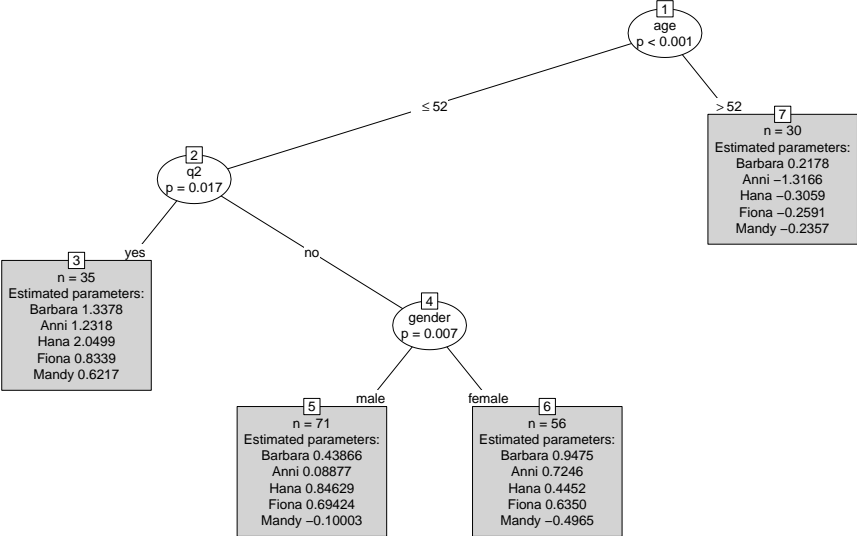 1
age
p < 0.001
≤ 52
> 52
2
q2
p = 0.017
yes
no
3
n = 35
Estimated parameters:
Barbara 1.3378
Anni 1.2318
Hana 2.0499
Fiona 0.8339
Mandy 0.6217
4
gender
p = 0.007
male
female
5
n = 71
Estimated parameters:
Barbara 0.43866
Anni 0.08877
Hana 0.84629
Fiona 0.69424
Mandy −0.10003
6
n = 56
Estimated parameters:
Barbara 0.9475
Anni 0.7246
Hana 0.4452
Fiona 0.6350
Mandy −0.4965
7
n = 30
Estimated parameters:
Barbara 0.2178
Anni −1.3166
Hana −0.3059
Fiona −0.2591
Mandy −0.2357